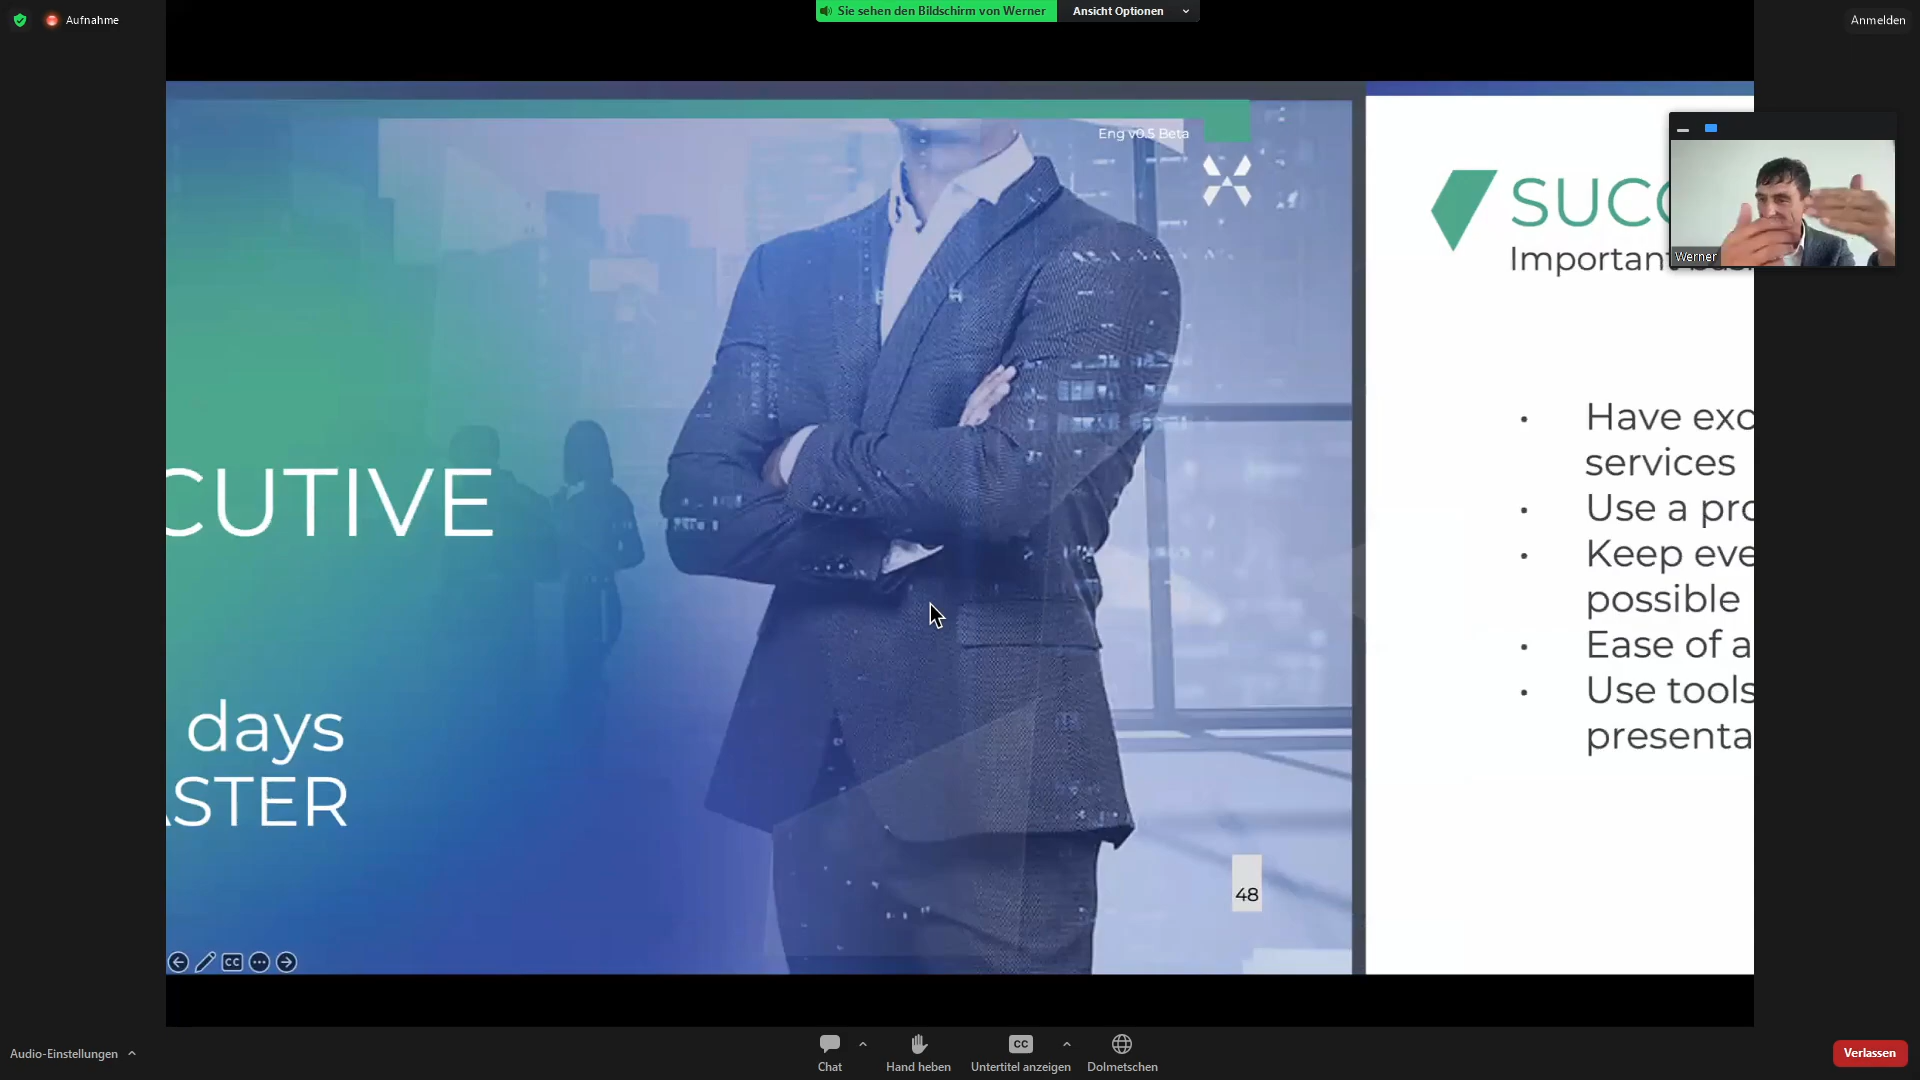 Aufnahme
Sie sehen den Bildschirm von Werner
Ansicht Optionen
Anmelden
Eng v0.5 Beta
CUTIVE
days
ASTER
48
SUCC
Important
Werner
Have exc
services
Use a pro
Keep eve
possible
Ease of a
Use tools
presenta
CC
Audio-Einstellungen
CC
Chat
Hand heben
Untertitel anzeigen
Dolmetschen
Verlassen